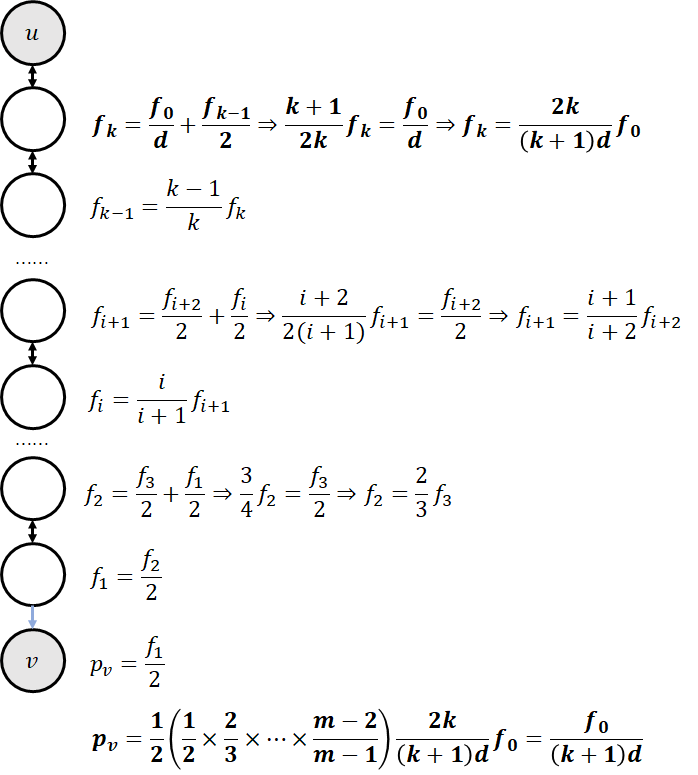 u
f_k = f_0/d + f_{k−1}/2 ⇒ (k+1)/(2k) f_k = f_0/d ⇒ f_k = 2k/((k+1)d) f_0
f_{k−1} = (k−1)/k f_k
……
f_{i+1} = f_{i+2}/2 + f_i/2 ⇒ (i+2)/(2(i+1)) f_{i+1} = f_{i+2}/2 ⇒ f_{i+1} = (i+1)/(i+2) f_{i+2}
f_i = i/(i+1) f_{i+1}
……
f_2 = f_3/2 + f_1/2 ⇒ 3/4 f_2 = f_3/2 ⇒ f_2 = 2/3 f_3
f_1 = f_2/2
v
p_v = f_1/2
p_v = 1/2 (1/2 × 2/3 × ⋯ × (m−2)/(m−1)) 2k/((k+1)d) f_0 = f_0/((k+1)d)